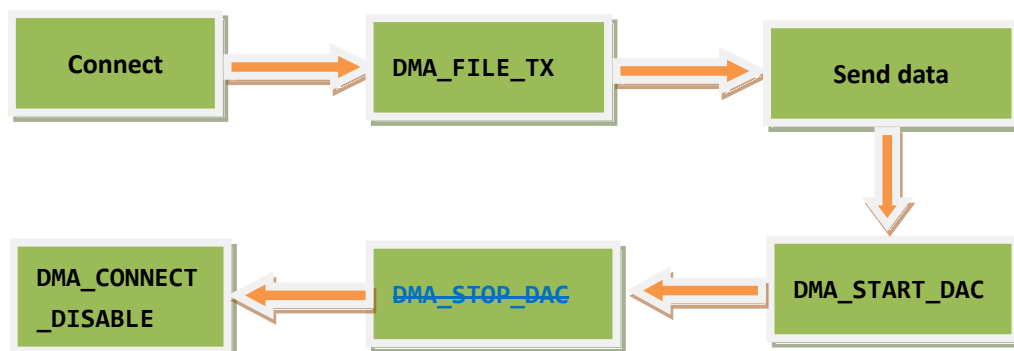 Connect
DMA_FILE_TX
Send data
DMA_CONNECT
_DISABLE
DMA_STOP_DAC
DMA_START_DAC